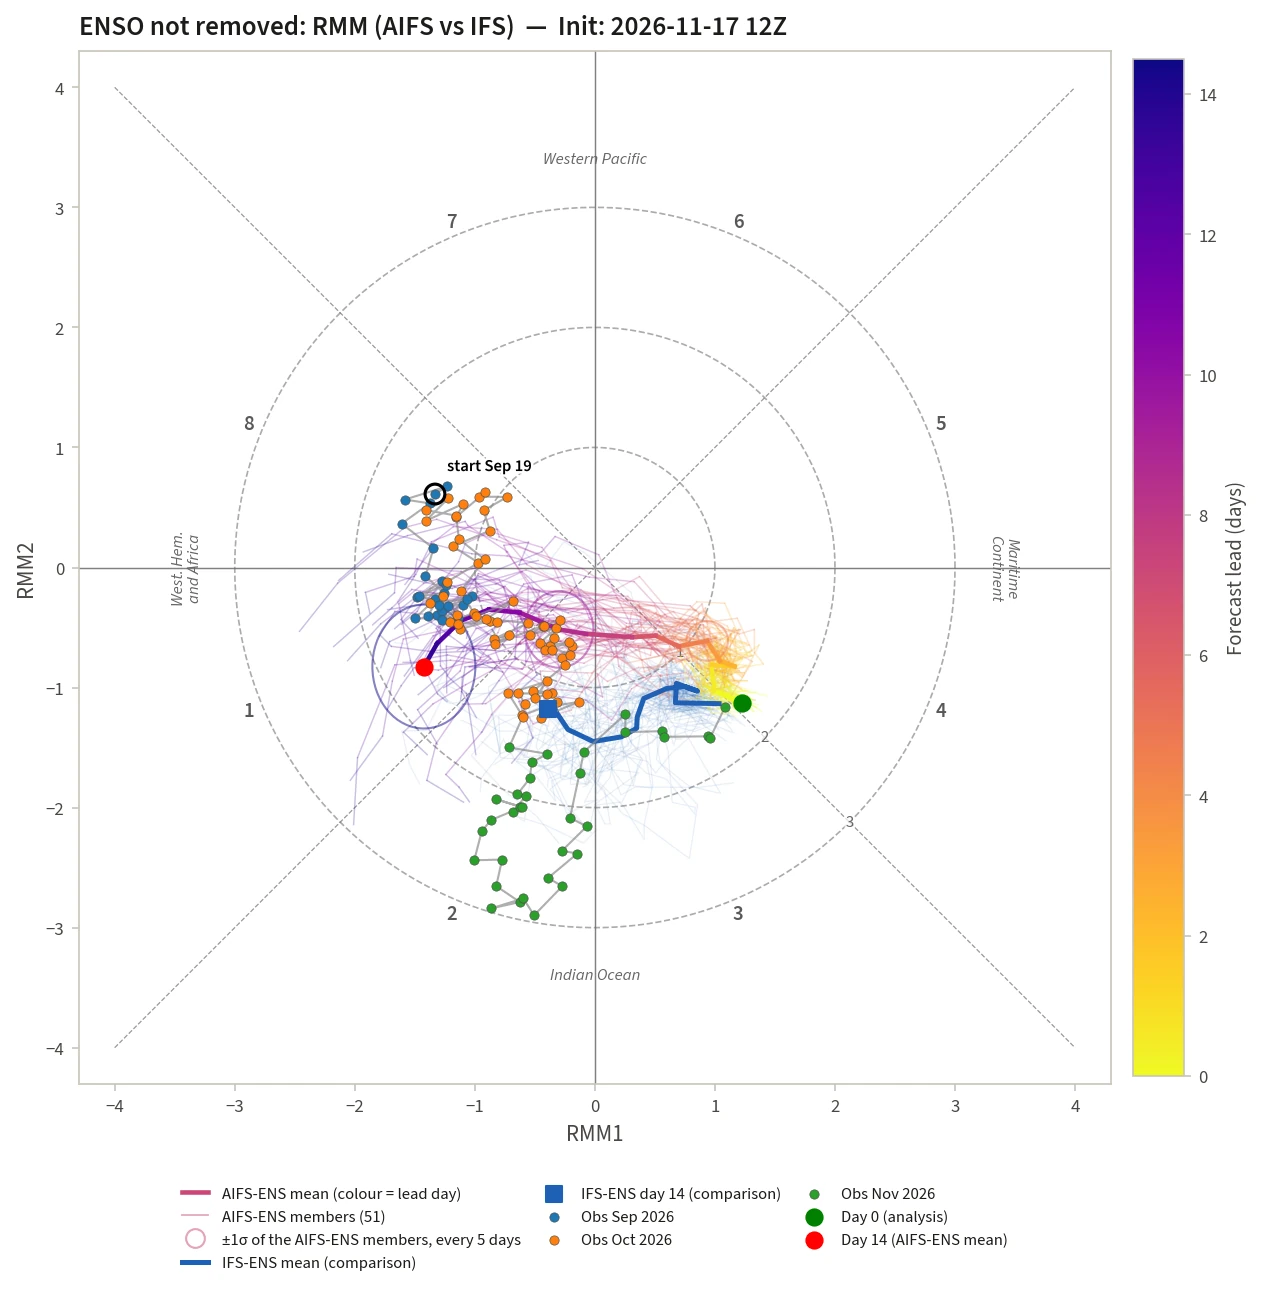 ENSO not removed: RMM (AIFS vs IFS) — Init: 2026-11-17 12Z
4
3
2
1
0
−1
−2
−3
−4
RMM2
Western Pacific
7
6
8
5
start Sep 19
West. Hem.
and Africa
Maritime
Continent
1
1
4
2
3
2
3
Indian Ocean
−4
−3
−2
−1
0
1
2
3
4
RMM1
14
12
10
8
6
4
2
0
Forecast lead (days)
AIFS-ENS mean (colour = lead day)
AIFS-ENS members (51)
±1σ of the AIFS-ENS members, every 5 days
IFS-ENS mean (comparison)
IFS-ENS day 14 (comparison)
Obs Sep 2026
Obs Oct 2026
Obs Nov 2026
Day 0 (analysis)
Day 14 (AIFS-ENS mean)